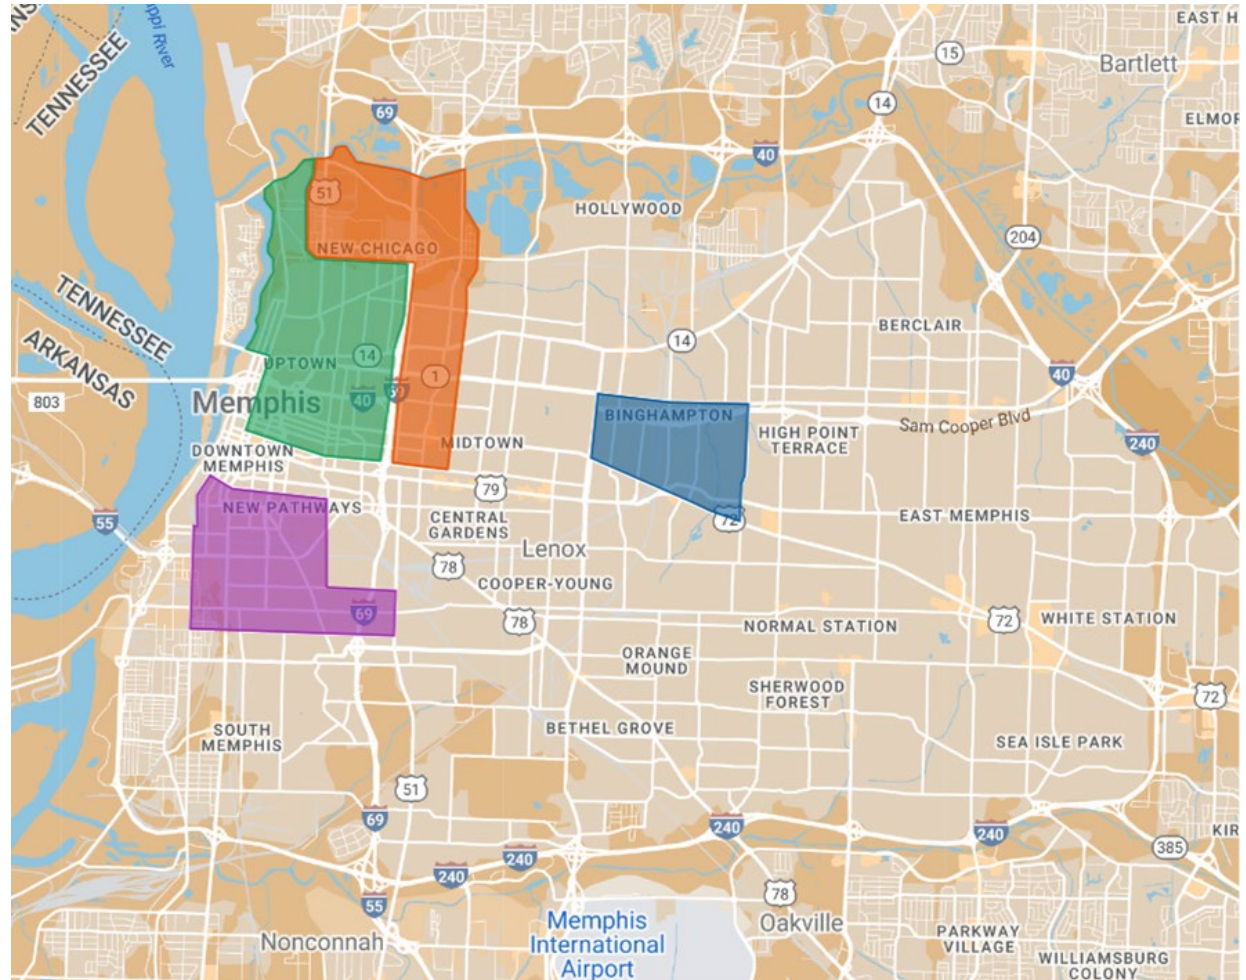 NS
TENNESSEE
ppi River
EAST H
15
Bartlett
14
69
ELMOR
40
51
HOLLYWOOD
204
NEW CHICAGO
TENNESSEE
ARKANSAS
BERCLAIR
14
UPTOWN
14
40
1
40
803
Memphis
BINGHAMPTON
Sam Cooper Blvd
HIGH POINT
TERRACE
240
MIDTOWN
DOWNTOWN
MEMPHIS
79
NEW PATHWAYS
55
CENTRAL
GARDENS
72
EAST MEMPHIS
Lenox
78
COOPER-YOUNG
69
78
NORMAL STATION
72
WHITE STATION
ORANGE
MOUND
SHERWOOD
FOREST
72
SOUTH
MEMPHIS
BETHEL GROVE
SEA ISLE PARK
51
69
240
240
KIR
385
240
240
55
78
Memphis
International
Airport
Oakville
Nonconnah
PARKWAY
VILLAGE
WILLIAMSBURG
COLONY